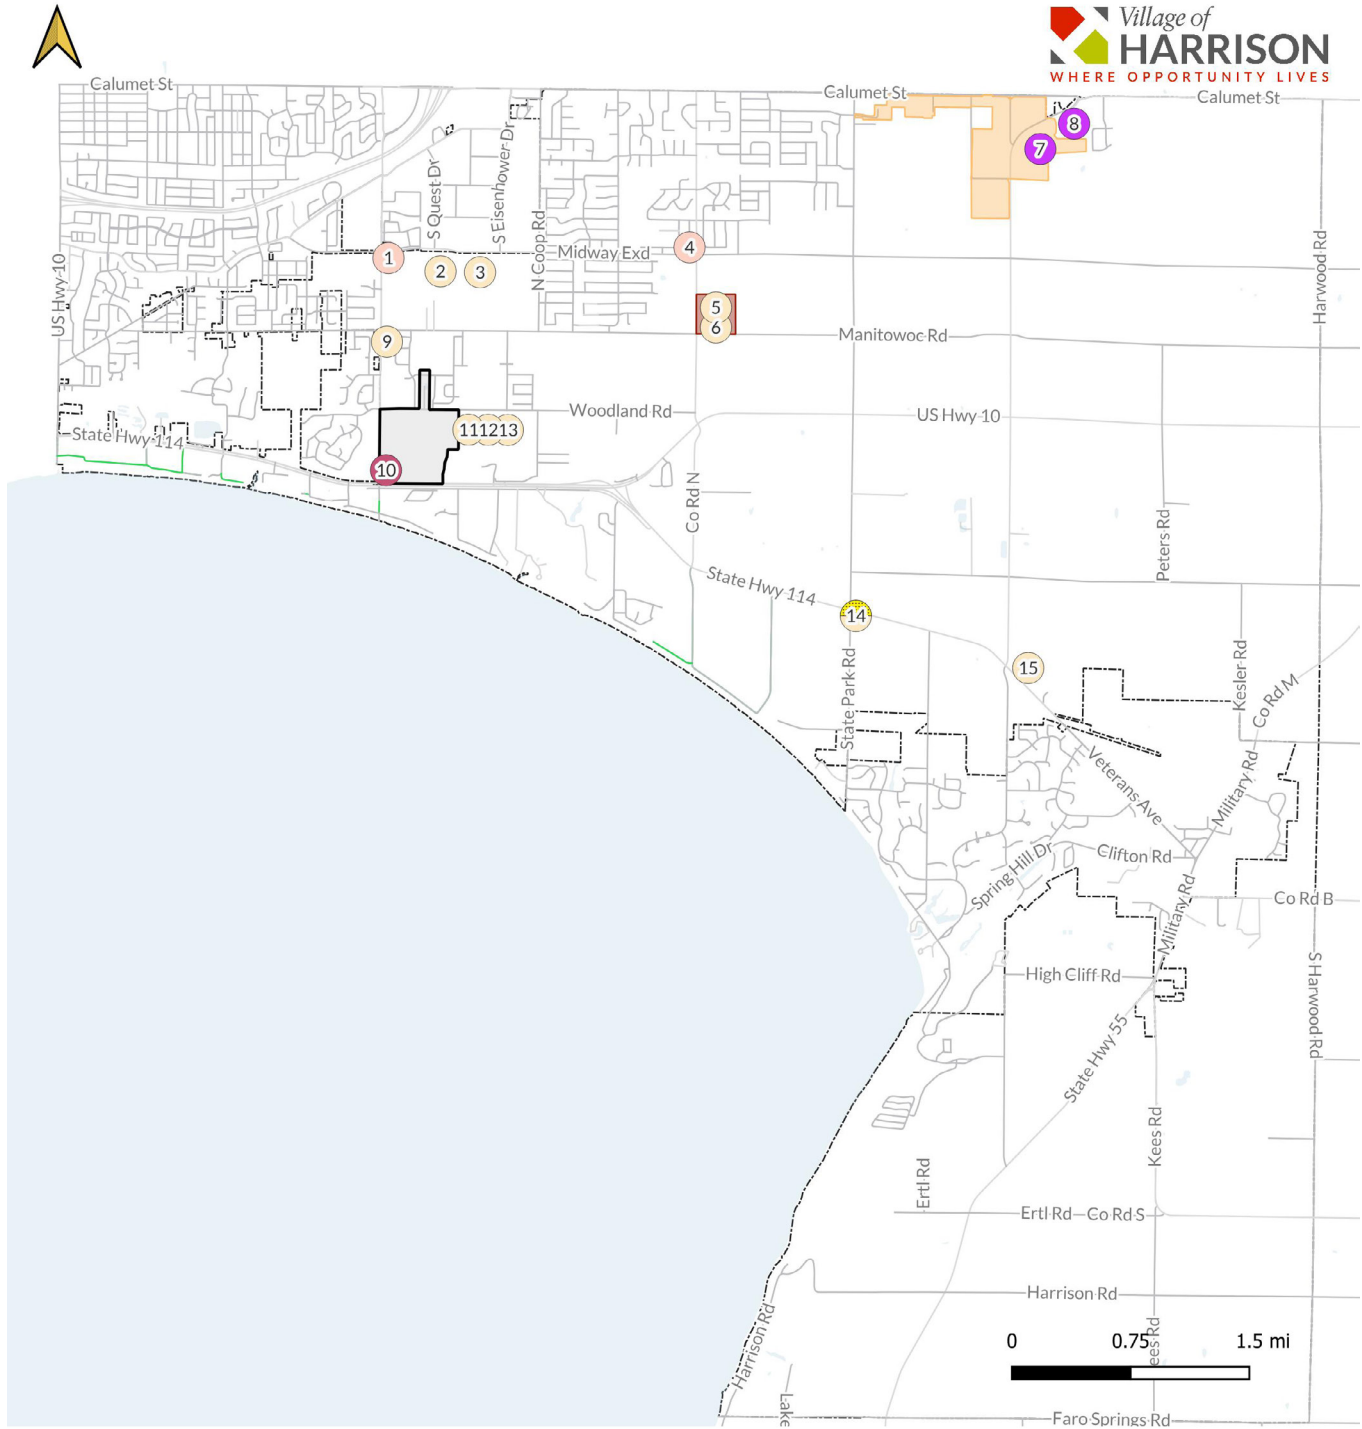 Village of
HARRISON
WHERE OPPORTUNITY LIVES
Calumet St
Calumet St
Calumet St
8
7
S Quest Dr
S Eisenhower Dr
N Coop Rd
US Hwy 10
Harwood Rd
4
1
Midway Exd
2
3
5
6
Manitowoc Rd
9
Woodland Rd
US Hwy 10
State Hwy 114
11
12
13
10
Co Rd N
Peters Rd
State Hwy 114
14
15
State Park Rd
Kesler Rd
Co Rd M
Veterans Ave
Military Rd
Spring Hill Dr
Clifton Rd
Co Rd B
Military Rd
High Cliff Rd
S Harwood Rd
State Hwy 55
Kees Rd
Ertl Rd
Ertl Rd
Co Rd S
Harrison Rd
Harrison Rd
0
0.75
1.5 mi
ees Rd
Lake
Faro Springs Rd